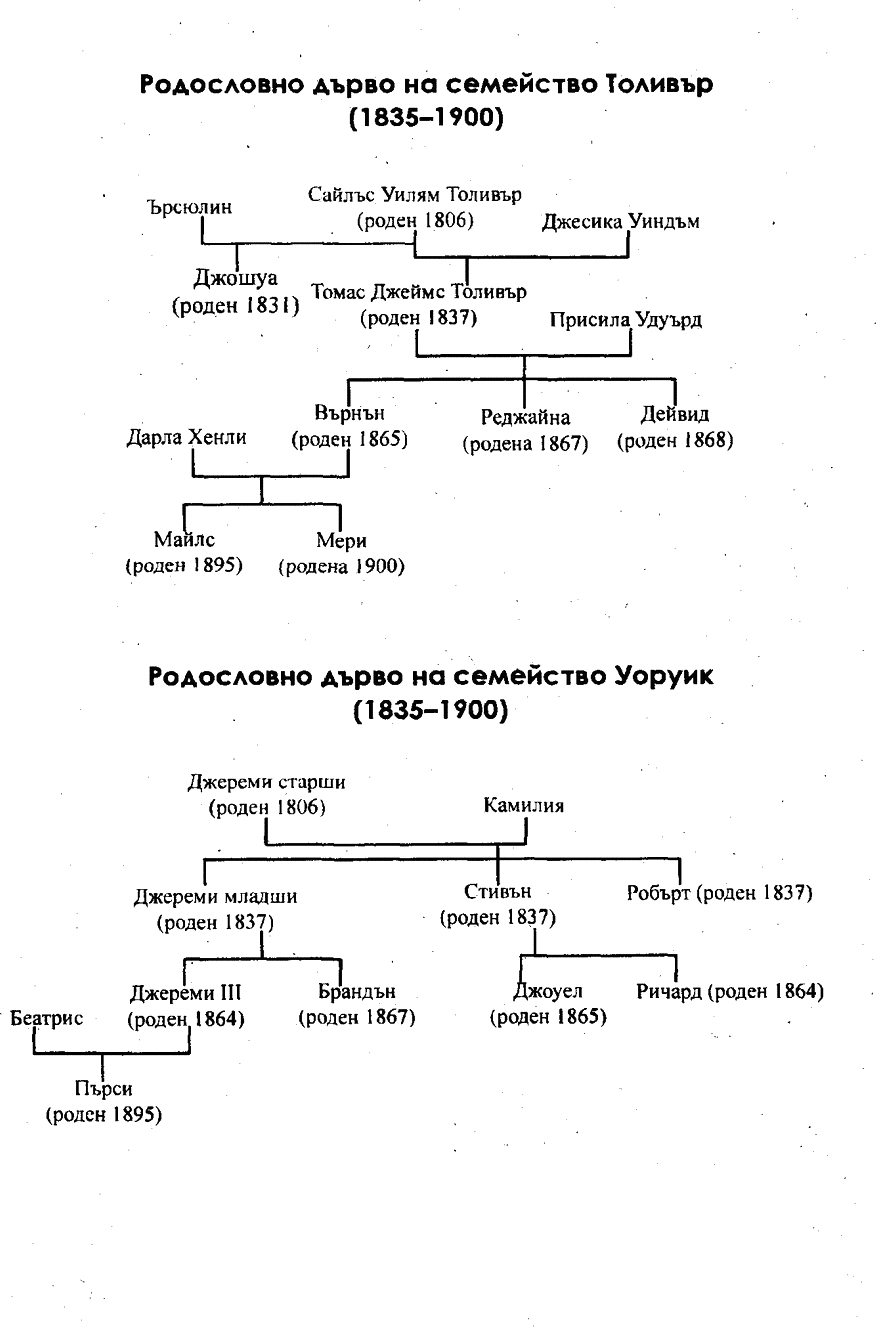 Родословно дърво на семейство Толивър
(1835–1900)
Ърсюлин
Сайлъс Уилям Толивър
(роден 1806)
Джесика Уиндъм
Джошуа
(роден 1831)
Томас Джеймс Толивър
(роден 1837)
Присила Удуърд
Дарла Хенли
Върнън
(роден 1865)
Реджайна
(родена 1867)
Дейвид
(роден 1868)
Майлс
(роден 1895)
Мери
(родена 1900)
Родословно дърво на семейство Уоруик
(1835–1900)
Джереми старши
(роден 1806)
Камилия
Джереми младши
(роден 1837)
Стивън
(роден 1837)
Робърт (роден 1837)
Беатрис
Джереми III
(роден 1864)
Брандън
(роден 1867)
Джоуел
(роден 1865)
Ричард (роден 1864)
Пърси
(роден 1895)